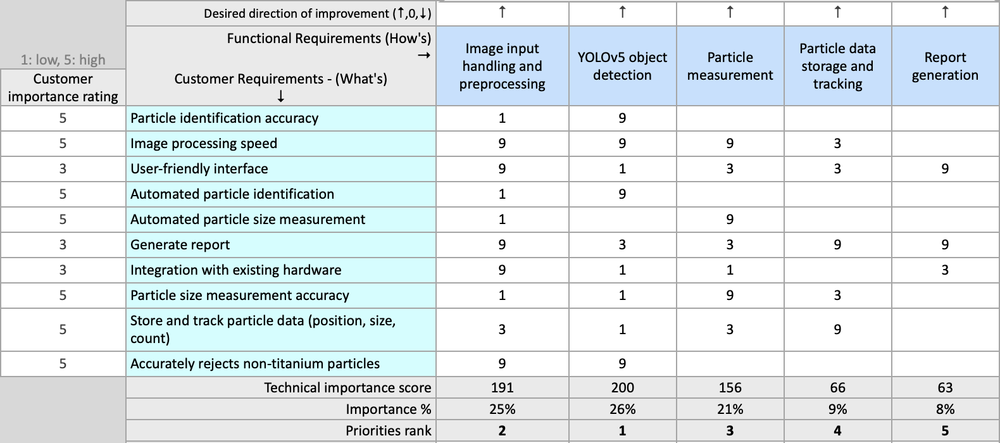 Desired direction of improvement (↑,0,↓) ↑ ↑ ↑ ↑ ↑
1: low, 5: high
Customer
importance rating
Functional Requirements (How's)
→
Customer Requirements - (What's)
↓
Image input
handling and
preprocessing
YOLOv5 object
detection
Particle
measurement
Particle data
storage and
tracking
Report
generation
5 Particle identification accuracy 1 9
5 Image processing speed 9 9 9 3
3 User-friendly interface 9 1 3 3 9
5 Automated particle identification 1 9
5 Automated particle size measurement 1 9
3 Generate report 9 3 3 9 9
3 Integration with existing hardware 9 1 1 3
5 Particle size measurement accuracy 1 1 9 3
5 Store and track particle data (position, size,
count) 3 1 3 9
5 Accurately rejects non-titanium particles 9 9
Technical importance score 191 200 156 66 63
Importance % 25% 26% 21% 9% 8%
Priorities rank 2 1 3 4 5